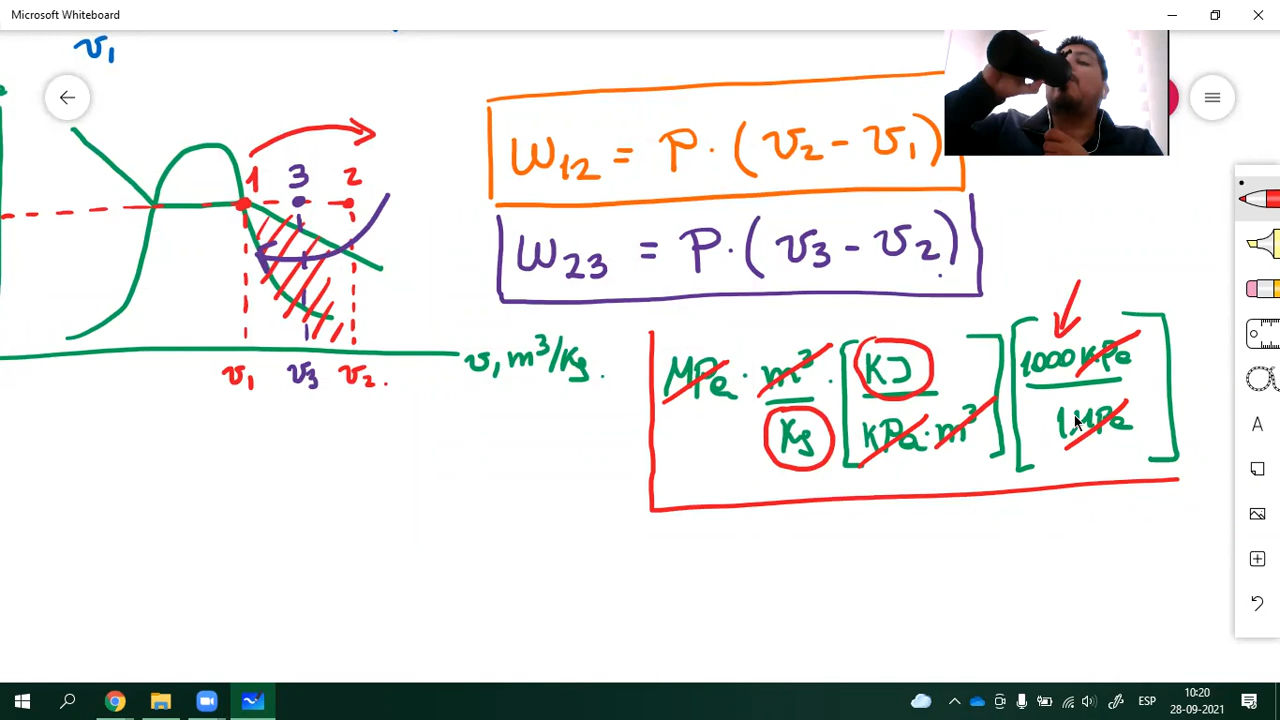 Microsoft Whiteboard
v₁
1 3 2
w₁₂ = P · (v₂ - v₁)
w₂₃ = P · (v₃ - v₂)
v, m³/Kg.
v₁ v₃ v₂.
MPa · m³/Kg · [KJ/KPa·m³] [1000 KPa/1 MPa]
A
ESP
10:20
28-09-2021